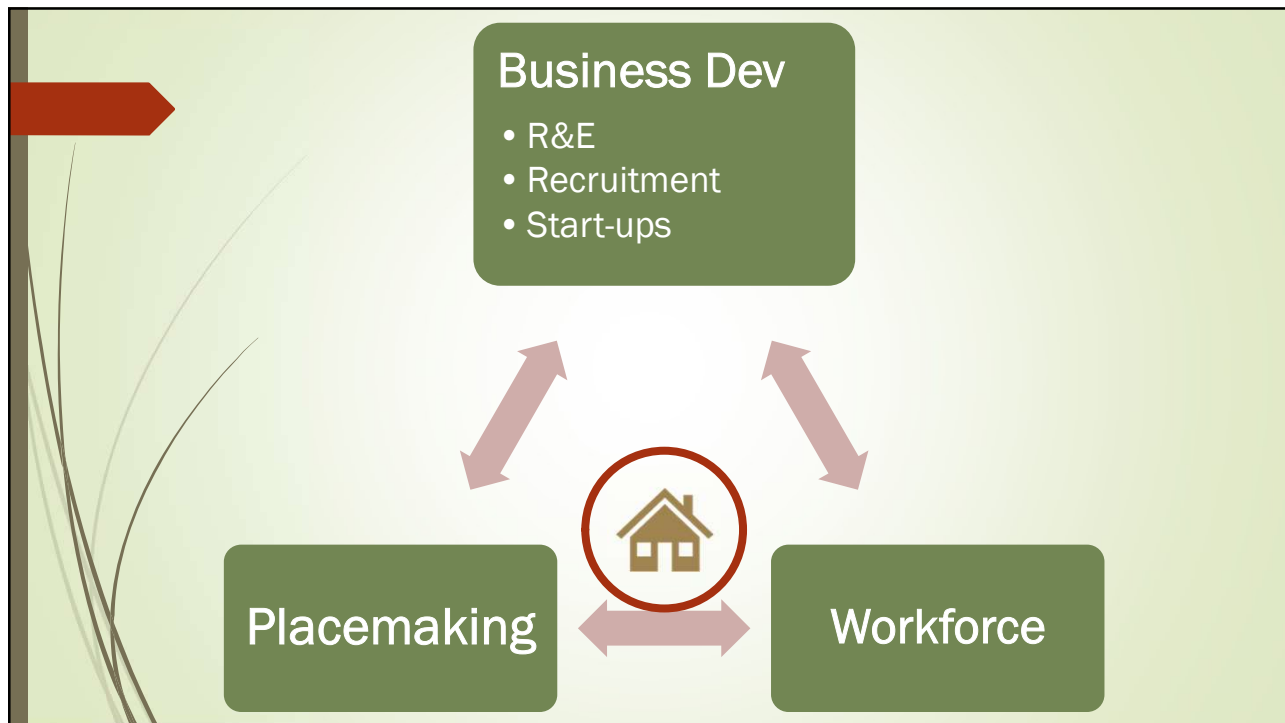 Business Dev
• R&E
• Recruitment
• Start-ups
Placemaking
Workforce